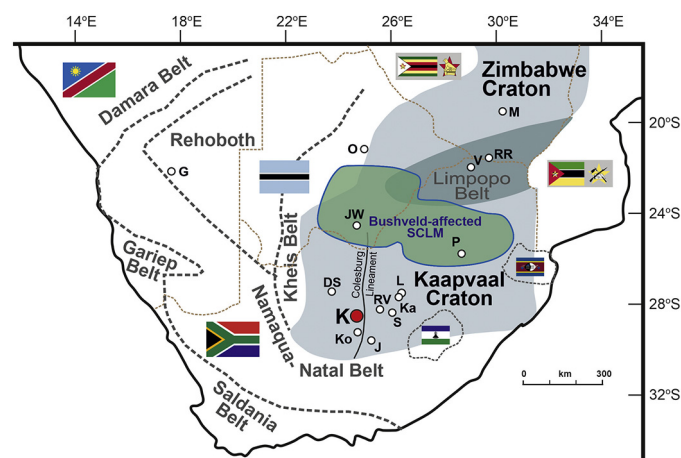 14°E
18°E
22°E
26°E
30°E
34°E
Damara Belt
Zimbabwe
Craton
M
20°S
Rehoboth
O
V
RR
G
Limpopo
Belt
24°S
JW
Bushveld-affected
SCLM
P
Gariep
Belt
Kheis Belt
Namaqua
Colesburg
Lineament
Kaapvaal
Craton
DS
L
RV
Ka
28°S
K
S
Ko
J
Natal Belt
0 km 300
Saldania
Belt
32°S